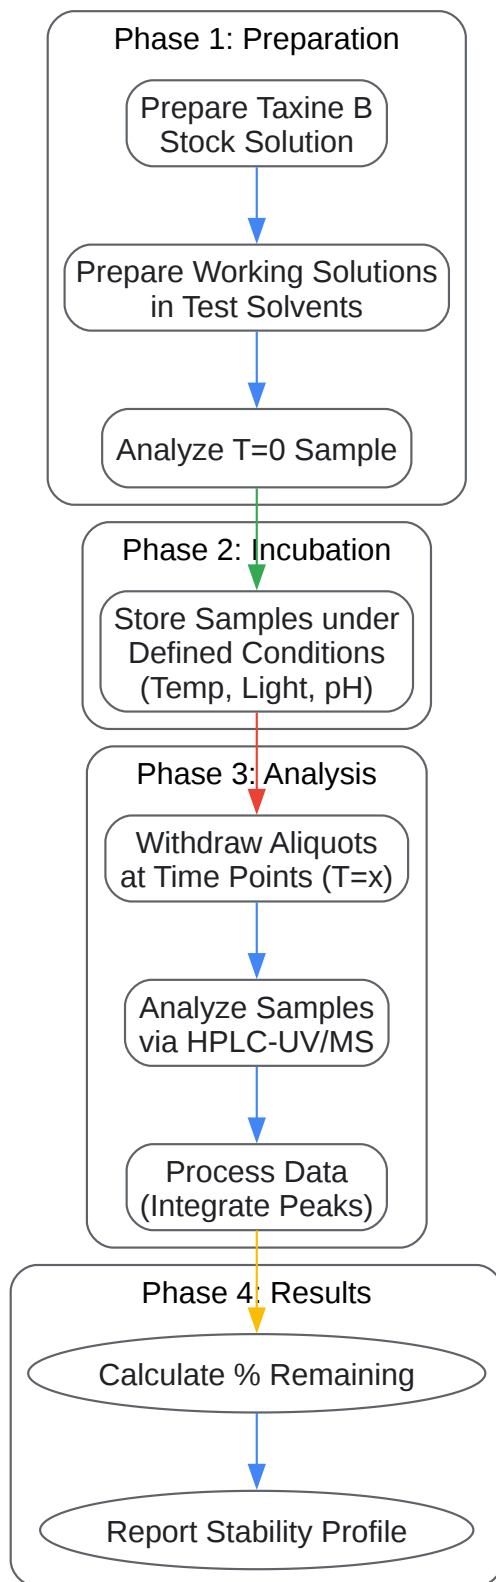 Phase 1: Preparation
Prepare Taxine B
Stock Solution
Prepare Working Solutions
in Test Solvents
Analyze T=0 Sample
Phase 2: Incubation
Store Samples under
Defined Conditions
(Temp, Light, pH)
Phase 3: Analysis
Withdraw Aliquots
at Time Points (T=x)
Analyze Samples
via HPLC-UV/MS
Process Data
(Integrate Peaks)
Phase 4: Results
Calculate % Remaining
Report Stability Profile